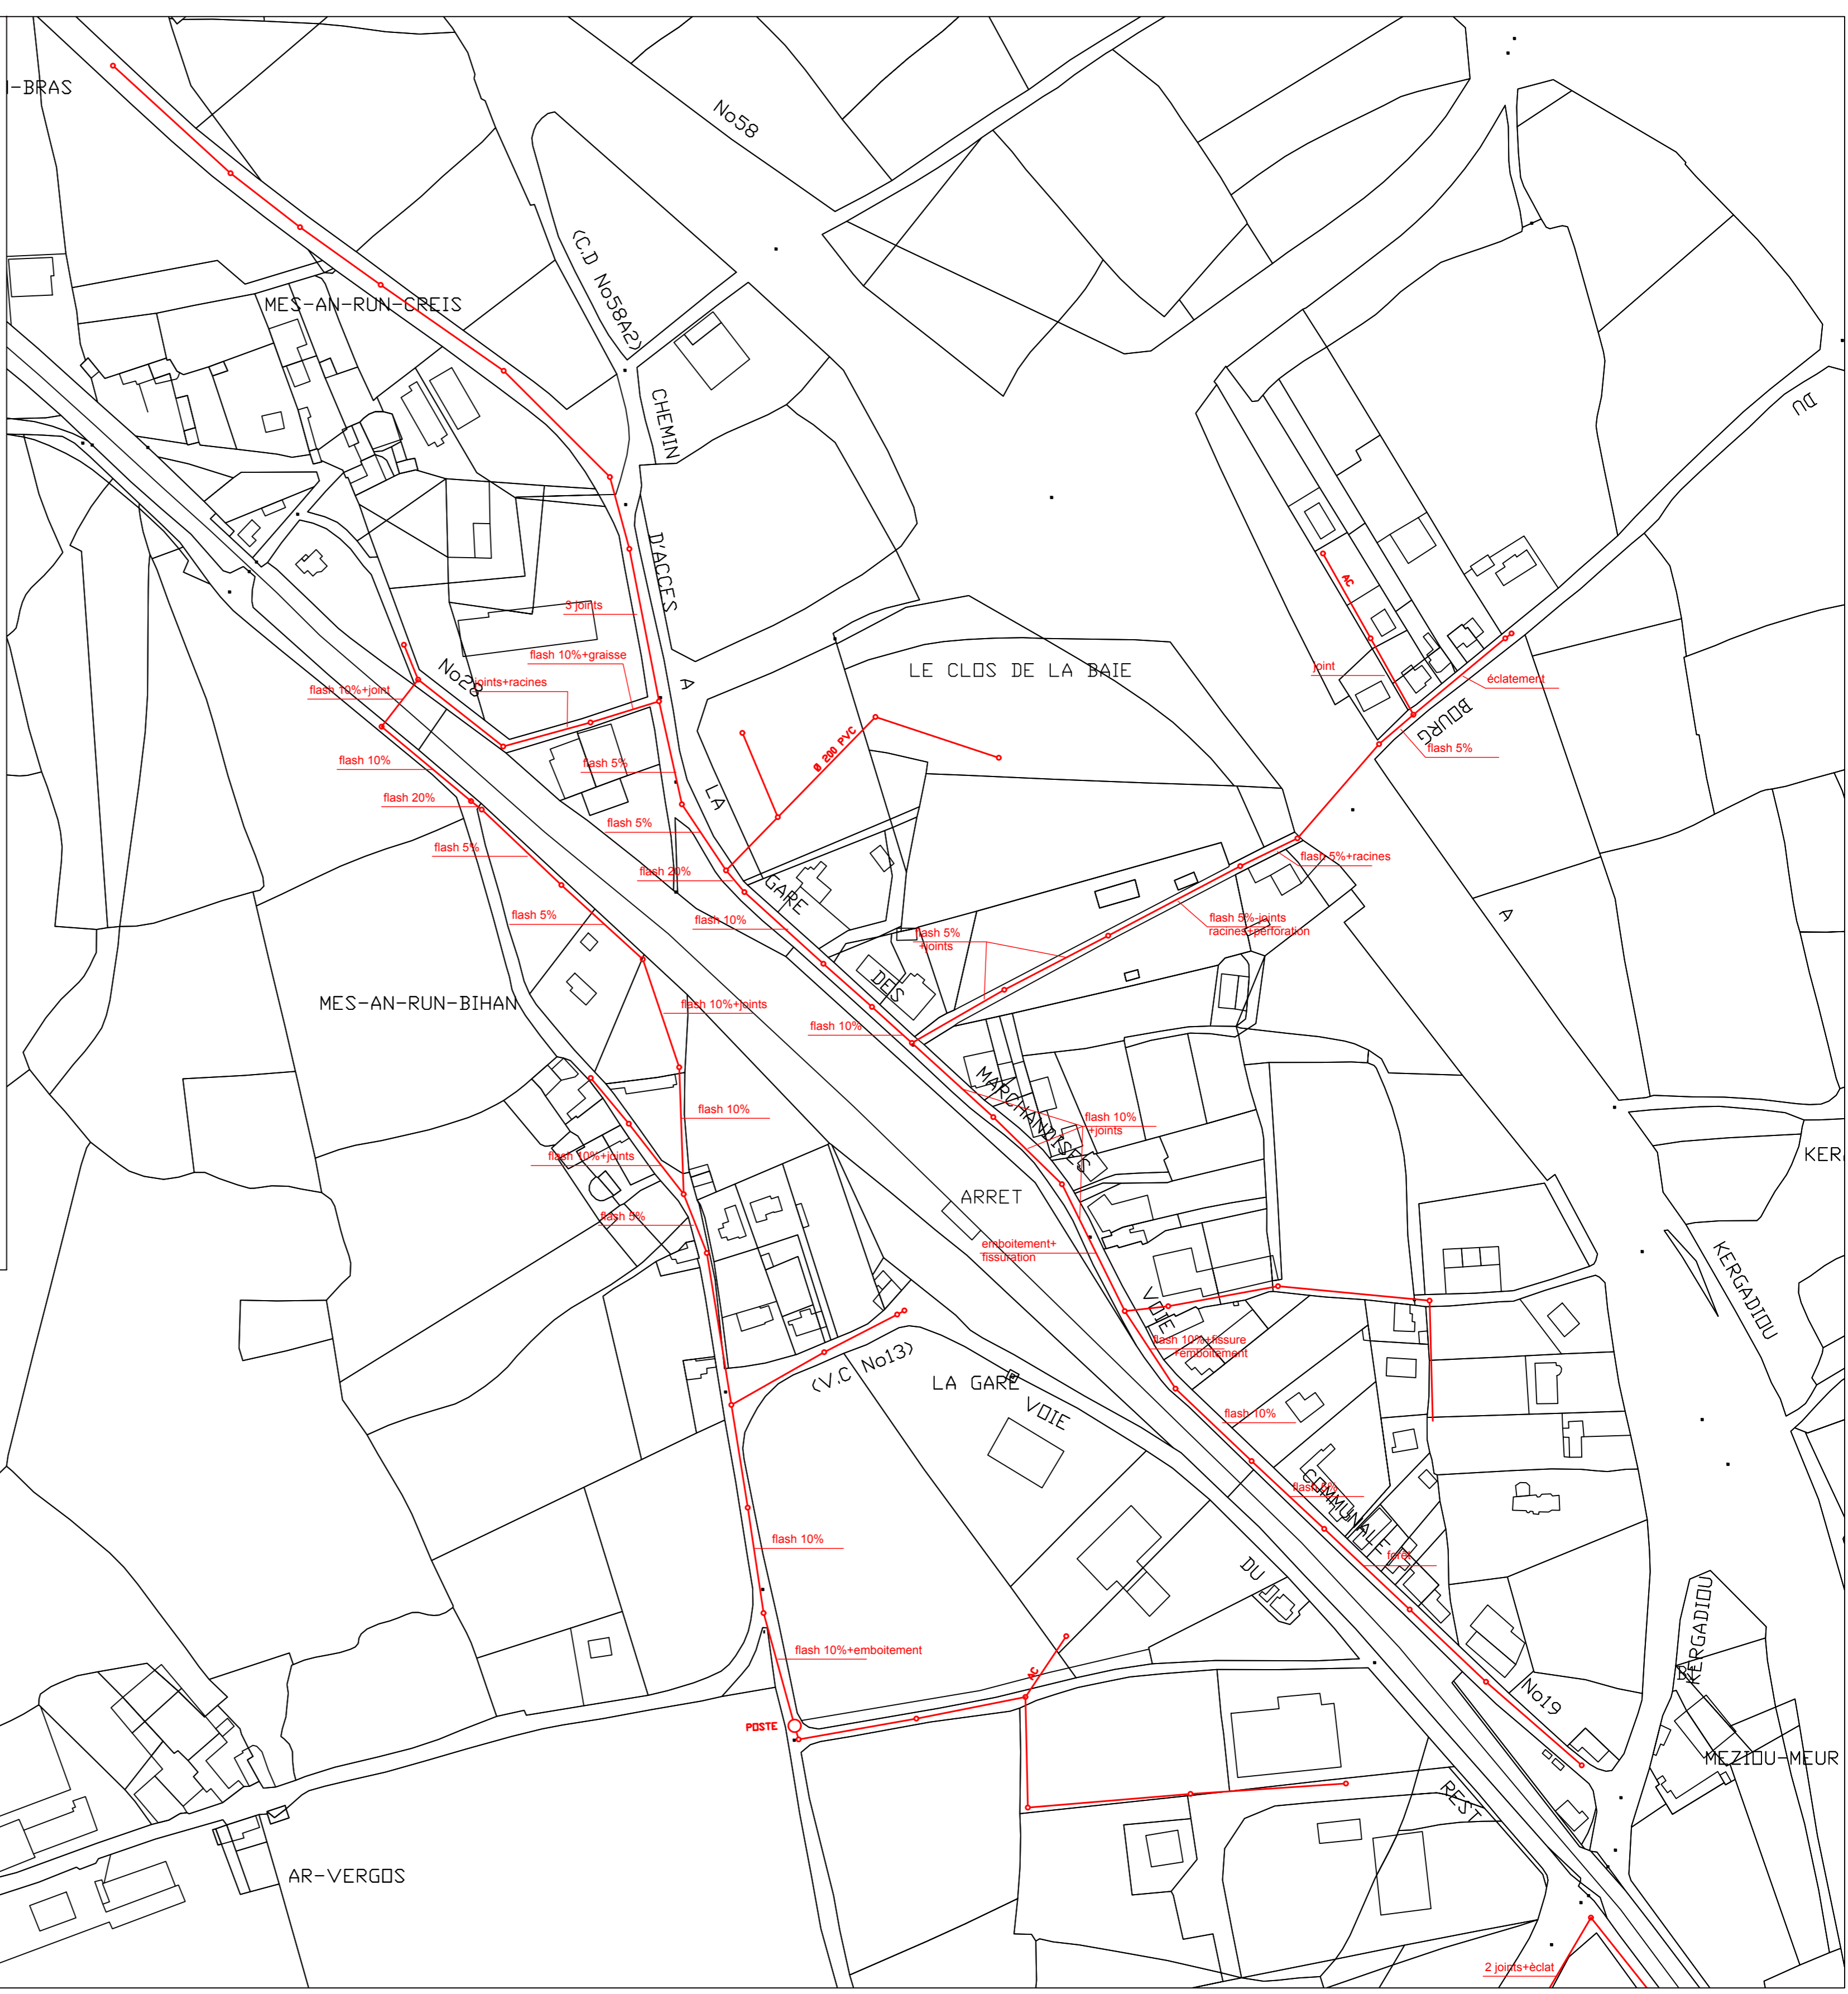 -BRAS
No58
(C.D No58A2)
MES-AN-RUN-CREIS
CHEMIN
DU
D'ACCES
AC
3 joints
flash 10%+graisse
LE CLOS DE LA BAIE
joint
éclatement
No28
joints+racines
flash 10%+joint
A
BOURG
flash 5%
Ø 200 PVC
flash 10%
flash 5%
LA
flash 20%
flash 5%
flash 5%
flash 5%+racines
flash 20%
GARE
flash 5%
flash 10%
flash 5%-joints
racines+perforation
A
flash 5%
+joints
DES
MES-AN-RUN-BIHAN
flash 10%+joints
flash 10%
MARCHANDISES
flash 10%
flash 10%
+joints
flash 10%+joints
KER
ARRET
flash 5%
emboitement+
fissuration
KERGADIOU
VOIE
flash 10%+fissure
+emboitement
(V.C No13)
LA GARE
VOIE
flash 10%
flash 5%
COMMUNALE
flash 10%
forêt
DU
KERGADIOU
flash 10%+emboitement
AC
No19
POSTE
MEZIOU-MEUR
REST
AR-VERGOS
2 joints+èclat